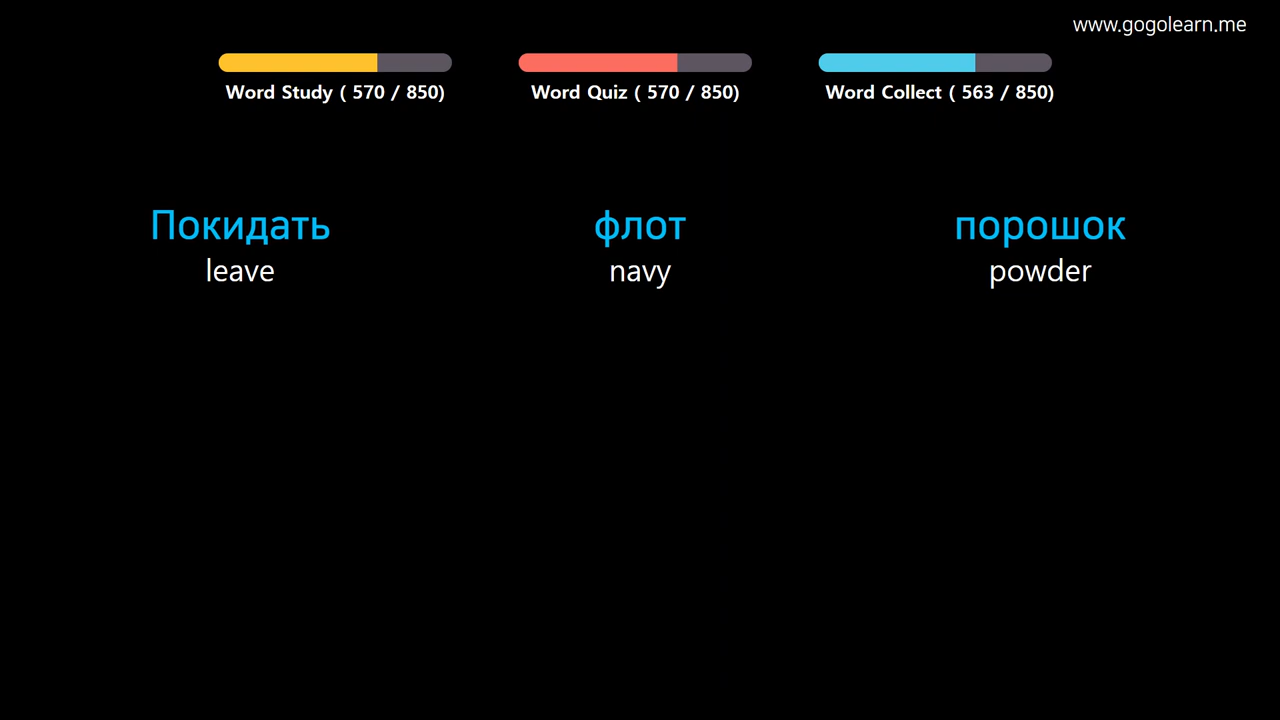 www.gogolearn.me
Word Study ( 570 / 850)
Word Quiz ( 570 / 850)
Word Collect ( 563 / 850)
Покидать
leave
флот
navy
порошок
powder